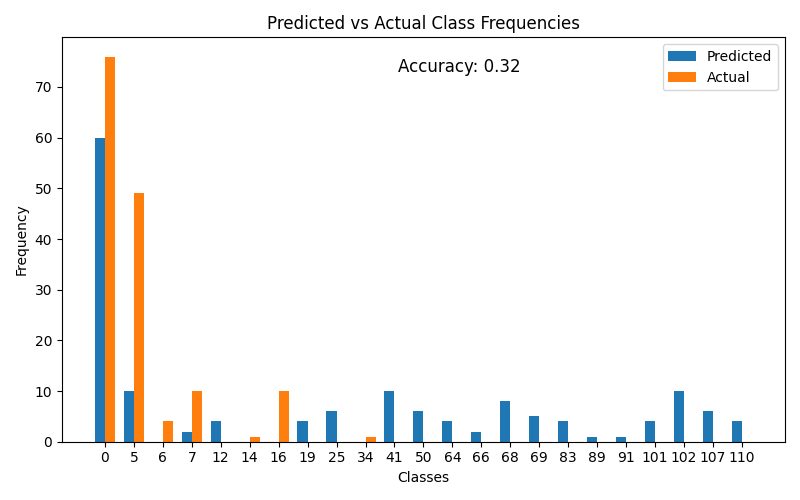 Predicted vs Actual Class Frequencies
Accuracy: 0.32
Predicted
Actual
Frequency
70
60
50
40
30
20
10
0
0 5 6 7 12 14 16 19 25 34 41 50 64 66 68 69 83 89 91 101 102 107 110
Classes